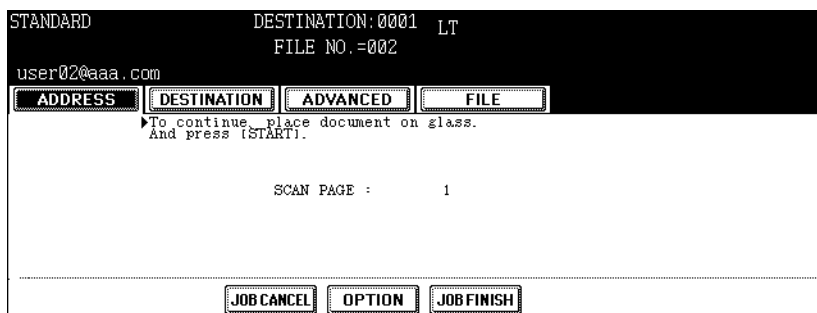 STANDARD DESTINATION:0001 LT
FILE NO.=002
user02@aaa.com
ADDRESS DESTINATION ADVANCED FILE
To continue, place document on glass.
And press [START].
SCAN PAGE : 1
JOB CANCEL OPTION JOB FINISH